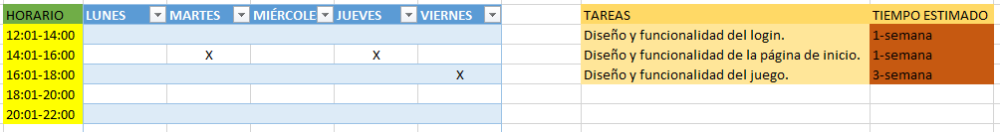 HORARIO LUNES MARTES MIÉRCOLE JUEVES VIERNES TAREAS TIEMPO ESTIMADO
12:01-14:00 Diseño y funcionalidad del login. 1-semana
14:01-16:00 X X Diseño y funcionalidad de la página de inicio. 1-semana
16:01-18:00 X Diseño y funcionalidad del juego. 3-semana
18:01-20:00
20:01-22:00